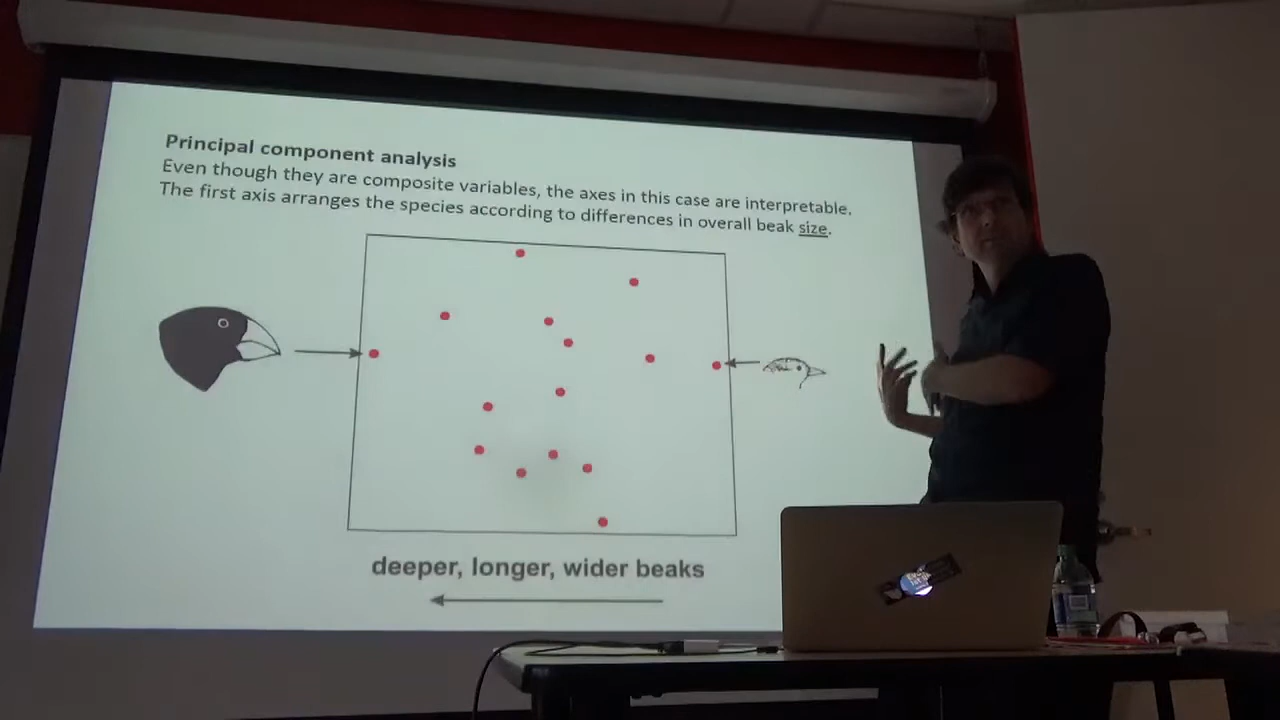 Principal component analysis
Even though they are composite variables, the axes in this case are interpretable.
The first axis arranges the species according to differences in overall beak size.
deeper, longer, wider beaks